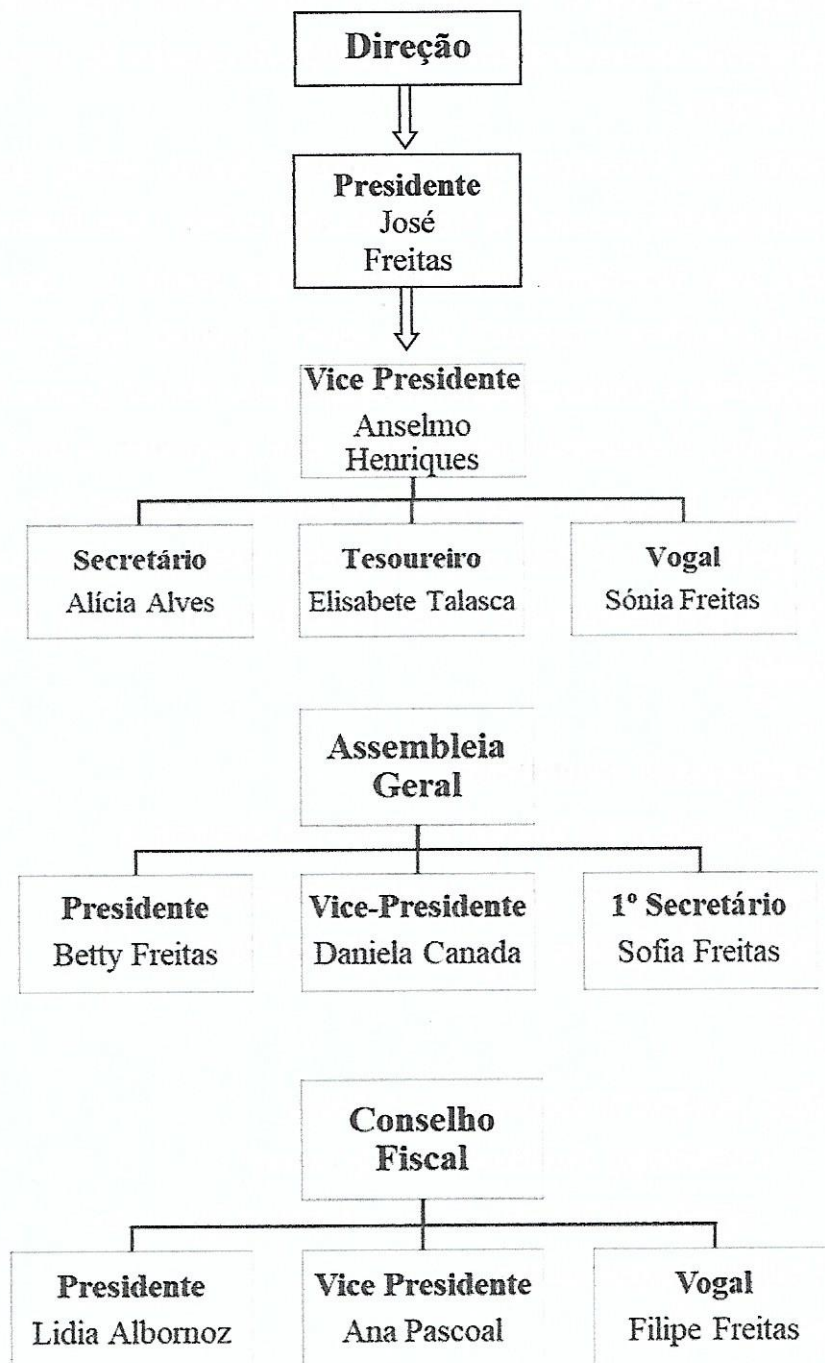 Direção
Presidente
José
Freitas
Vice Presidente
Anselmo
Henriques
Secretário
Alícia Alves
Tesoureiro
Elisabete Talasca
Vogal
Sónia Freitas
Assembleia
Geral
Presidente
Betty Freitas
Vice-Presidente
Daniela Canada
1º Secretário
Sofia Freitas
Conselho
Fiscal
Presidente
Lidia Albornoz
Vice Presidente
Ana Pascoal
Vogal
Filipe Freitas